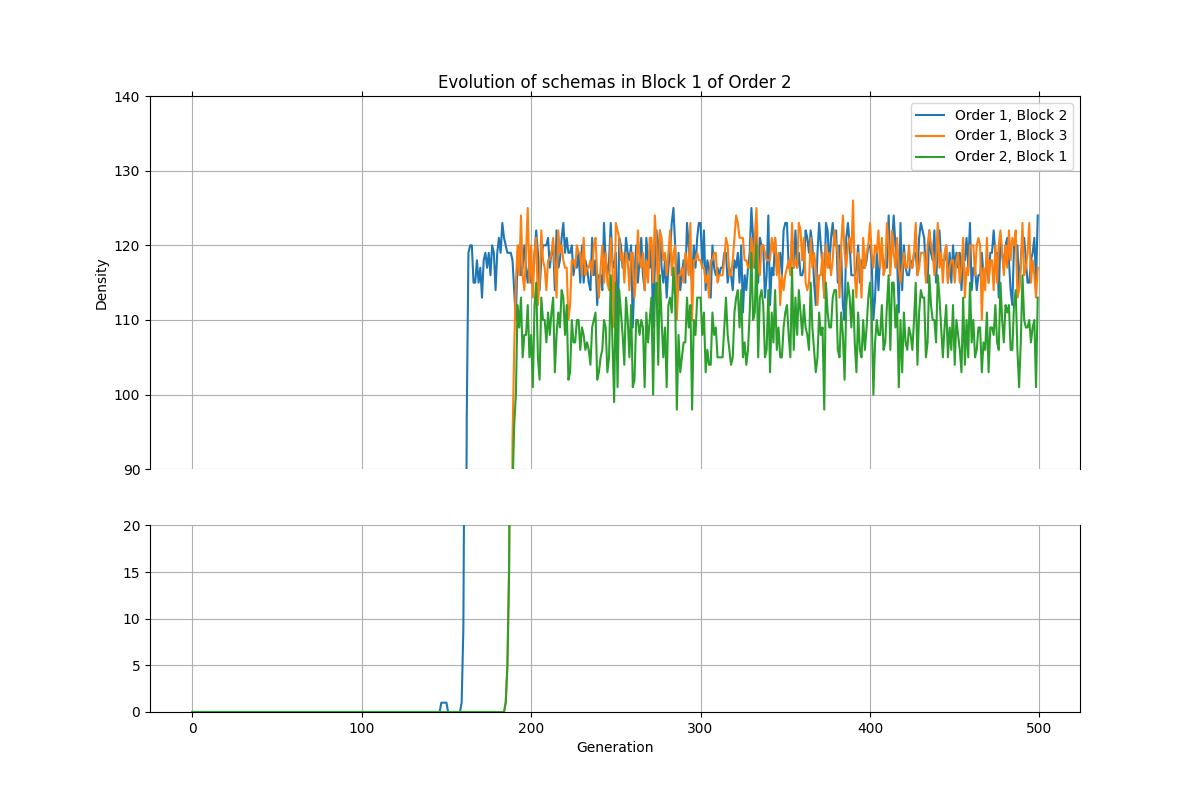 Evolution of schemas in Block 1 of Order 2
140
130
120
110
100
90
Density
Order 1, Block 2
Order 1, Block 3
Order 2, Block 1
20
15
10
5
0
0 100 200 300 400 500
Generation